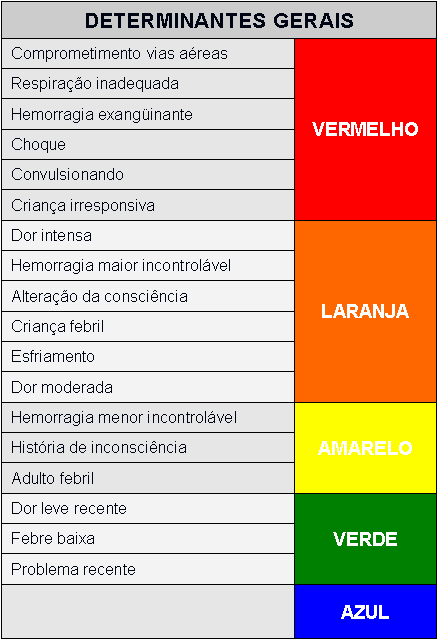 DETERMINANTES GERAIS
Comprometimento vias aéreas
Respiração inadequada
Hemorragia exangüinante
Choque
Convulsionando
Criança irresponsiva
VERMELHO
Dor intensa
Hemorragia maior incontrolável
Alteração da consciência
Criança febril
Esfriamento
Dor moderada
LARANJA
Hemorragia menor incontrolável
História de inconsciência
Adulto febril
AMARELO
Dor leve recente
Febre baixa
Problema recente
VERDE
AZUL